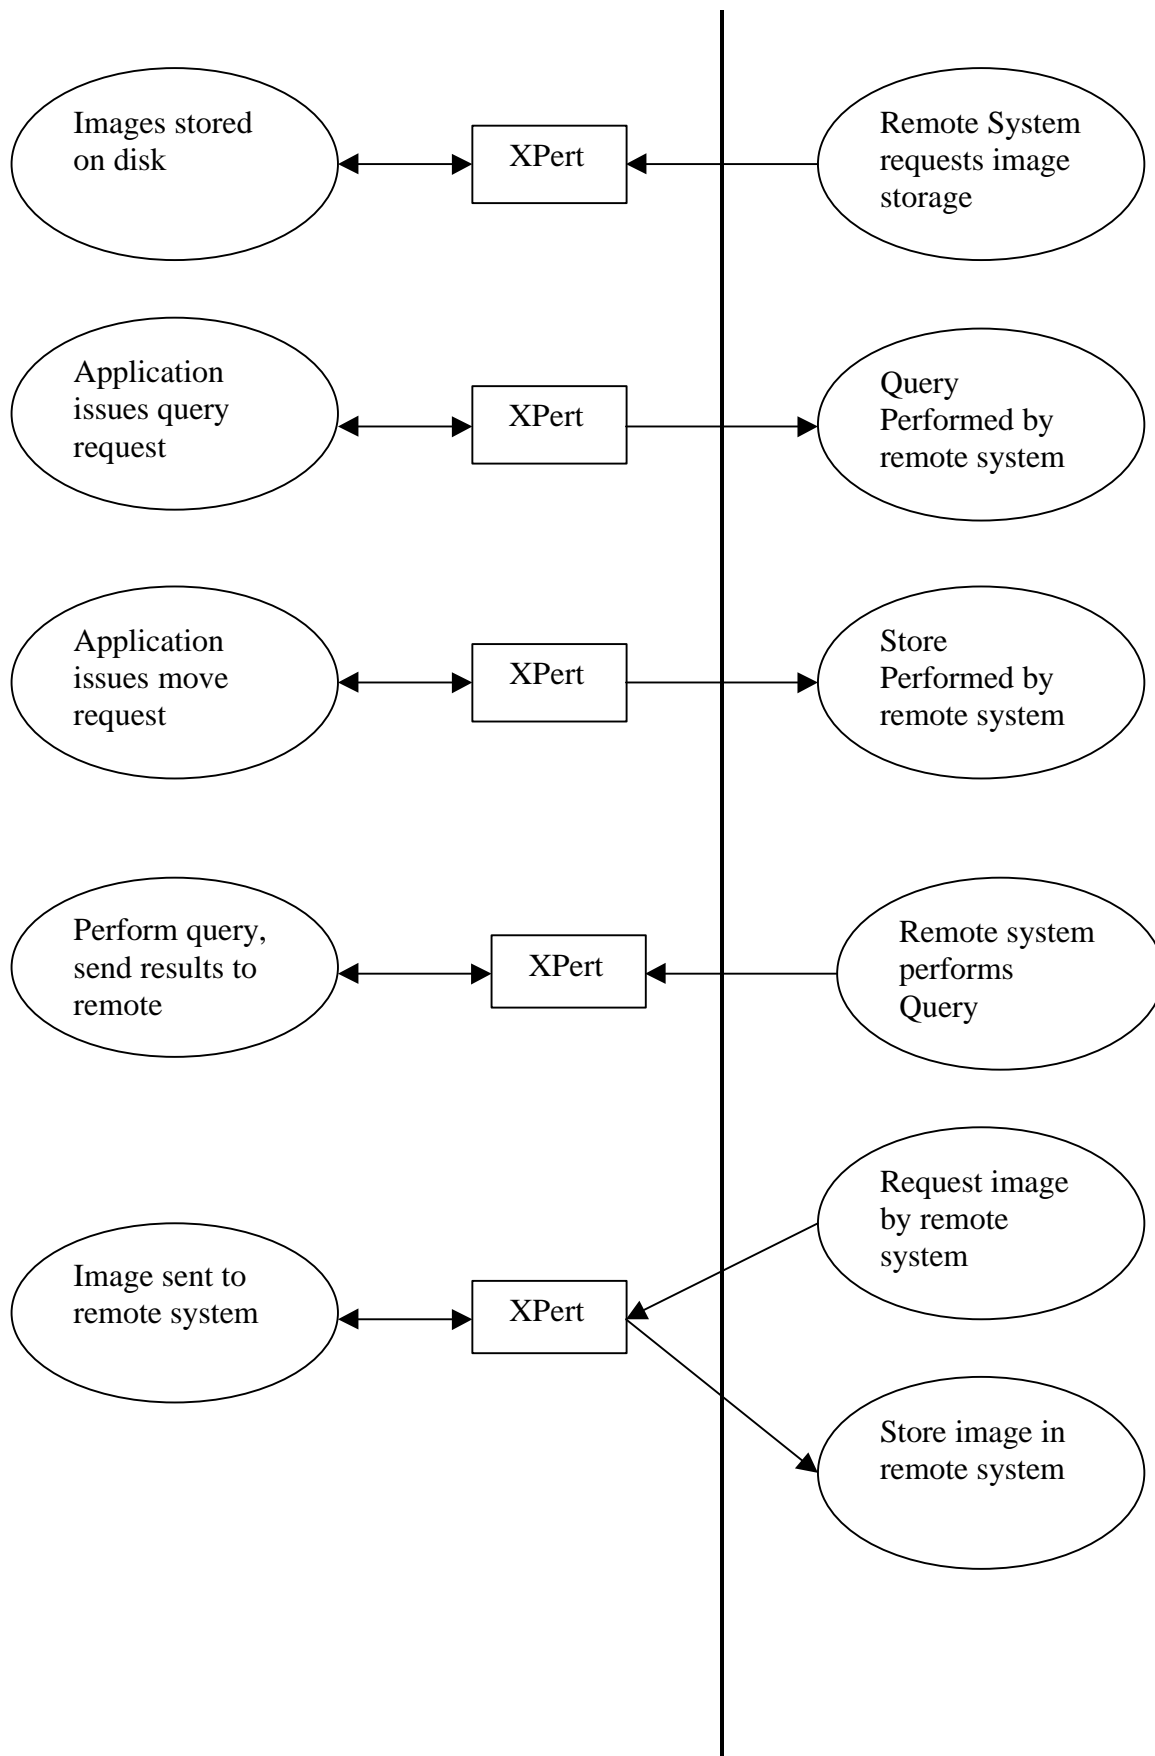 Images stored
on disk
XPert
Remote System
requests image
storage
Application
issues query
request
XPert
Query
Performed by
remote system
Application
issues move
request
XPert
Store
Performed by
remote system
Perform query,
send results to
remote
XPert
Remote system
performs
Query
Request image
by remote
system
Image sent to
remote system
XPert
Store image in
remote system